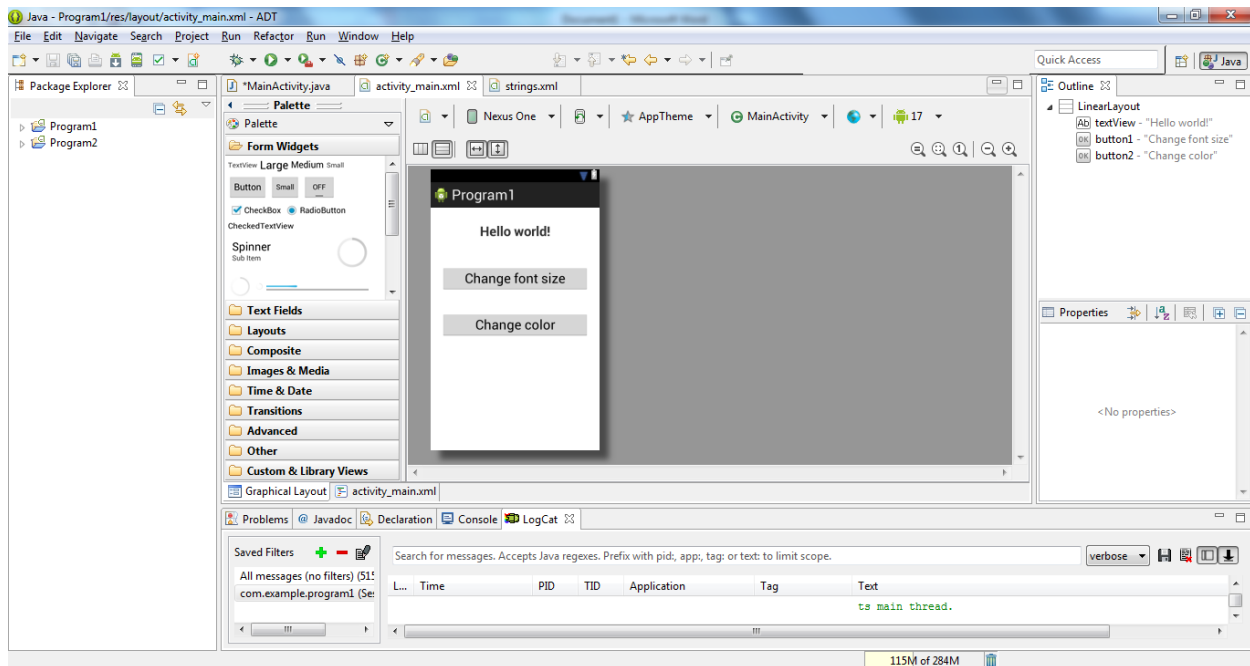 Java - Program1/res/layout/activity_main.xml - ADT
File Edit Navigate Search Project Run Refactor Run Window Help
Quick Access
Java
Package Explorer
Program1
Program2
*MainActivity.java
activity_main.xml
strings.xml
Palette
Palette
Form Widgets
TextView Large Medium Small
Button Small OFF
CheckBox RadioButton
CheckedTextView
Spinner
Sub Item
Text Fields
Layouts
Composite
Images & Media
Time & Date
Transitions
Advanced
Other
Custom & Library Views
Nexus One
AppTheme
MainActivity
17
Program1
Hello world!
Change font size
Change color
Graphical Layout
activity_main.xml
Outline
LinearLayout
Ab textView - "Hello world!"
OK button1 - "Change font size"
OK button2 - "Change color"
Properties
<No properties>
Problems @ Javadoc Declaration Console LogCat
Saved Filters
All messages (no filters) (515
com.example.program1 (Ses
Search for messages. Accepts Java regexes. Prefix with pid:, app:, tag: or text: to limit scope.
verbose
L... Time PID TID Application Tag Text
ts main thread.
115M of 284M